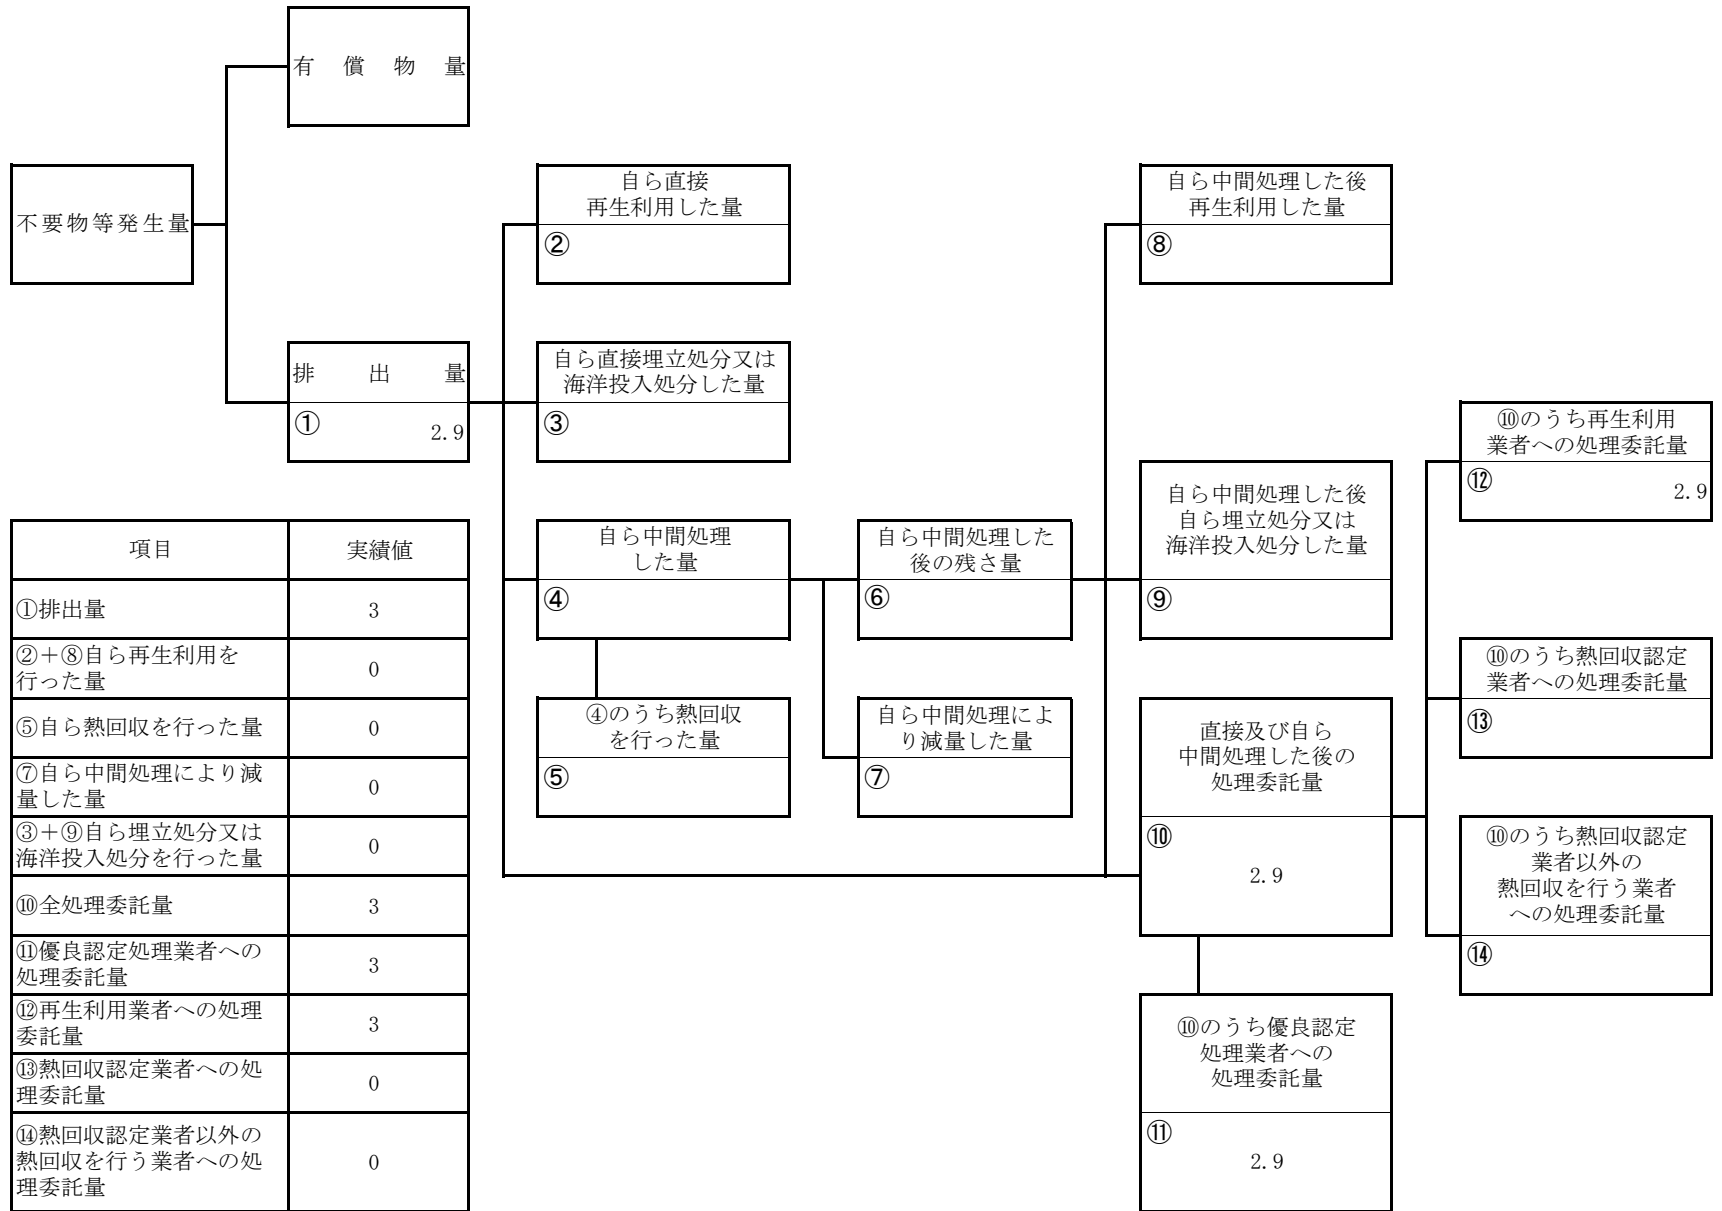 有償物量
不要物等発生量
排出量
① 2.9
自ら直接
再生利用した量
②
自ら直接埋立処分又は
海洋投入処分した量
③
自ら中間処理
した量
④
④のうち熱回収
を行った量
⑤
自ら中間処理した
後の残さ量
⑥
自ら中間処理によ
り減量した量
⑦
自ら中間処理した後
再生利用した量
⑧
自ら中間処理した後
自ら埋立処分又は
海洋投入処分した量
⑨
直接及び自ら
中間処理した後の
処理委託量
⑩
2.9
⑩のうち優良認定
処理業者への
処理委託量
⑪
2.9
⑩のうち再生利用
業者への処理委託量
⑫ 2.9
⑩のうち熱回収認定
業者への処理委託量
⑬
⑩のうち熱回収認定
業者以外の
熱回収を行う業者
への処理委託量
⑭
項目 実績値
①排出量 3
②＋⑧自ら再生利用を
行った量 0
⑤自ら熱回収を行った量 0
⑦自ら中間処理により減
量した量 0
③＋⑨自ら埋立処分又は
海洋投入処分を行った量 0
⑩全処理委託量 3
⑪優良認定処理業者への
処理委託量 3
⑫再生利用業者への処理
委託量 3
⑬熱回収認定業者への処
理委託量 0
⑭熱回収認定業者以外の
熱回収を行う業者への処 0
理委託量